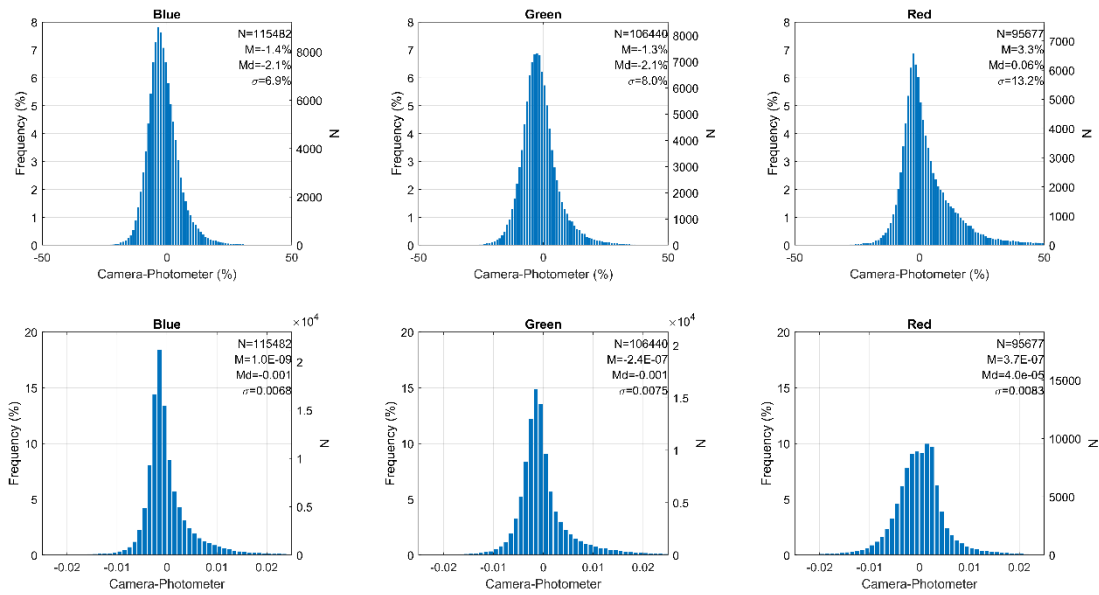 Blue
N=115482
M=-1.4%
Md=-2.1%
σ=6.9%
Frequency (%)
8
7
6
5
4
3
2
1
0
8000
6000
4000
2000
0
N
-50
0
50
Camera-Photometer (%)
Green
N=106440
M=-1.3%
Md=-2.1%
σ=8.0%
Frequency (%)
8
7
6
5
4
3
2
1
0
8000
7000
6000
5000
4000
3000
2000
1000
0
N
-50
0
50
Camera-Photometer (%)
Red
N=95677
M=3.3%
Md=0.06%
σ=13.2%
Frequency (%)
8
7
6
5
4
3
2
1
0
7000
6000
5000
4000
3000
2000
1000
0
N
-50
0
50
Camera-Photometer (%)
Blue
×10⁴
N=115482
M=1.0E-09
Md=-0.001
σ=0.0068
Frequency (%)
20
15
10
5
0
2
1.5
1
0.5
0
N
-0.02
-0.01
0
0.01
0.02
Camera-Photometer
Green
×10⁴
N=106440
M=-2.4E-07
Md=-0.001
σ=0.0075
Frequency (%)
20
15
10
5
0
2
1.5
1
0.5
0
N
-0.02
-0.01
0
0.01
0.02
Camera-Photometer
Red
N=95677
M=3.7E-07
Md=4.0e-05
σ=0.0083
Frequency (%)
20
15
10
5
0
15000
10000
5000
0
N
-0.02
-0.01
0
0.01
0.02
Camera-Photometer